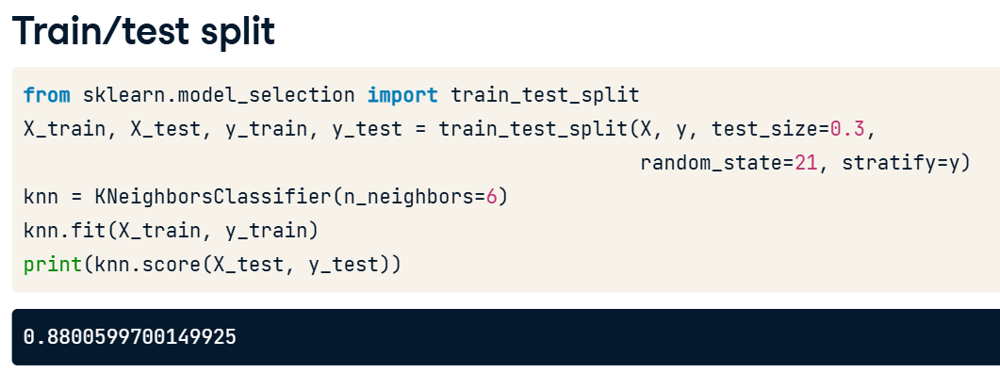 Train/test split
from sklearn.model_selection import train_test_split
X_train, X_test, y_train, y_test = train_test_split(X, y, test_size=0.3,
random_state=21, stratify=y)
knn = KNeighborsClassifier(n_neighbors=6)
knn.fit(X_train, y_train)
print(knn.score(X_test, y_test))
0.8800599700149925